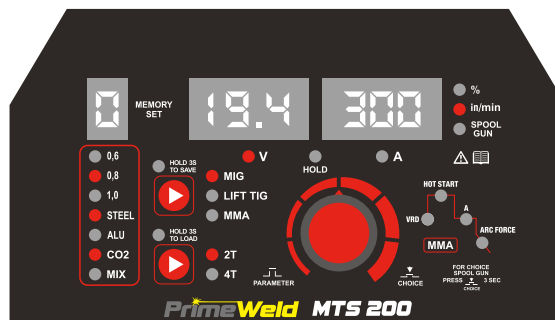 0
MEMORY
SET
19.4
300
%
in/min
SPOOL
GUN
V
HOLD
A
0,6
0,8
1,0
STEEL
ALU
CO2
MIX
HOLD 3S
TO SAVE
MIG
LIFT TIG
MMA
HOLD 3S
TO LOAD
2T
4T
PARAMETER
CHOICE
HOT START
VRD
A
ARC FORCE
MMA
FOR CHOICE
SPOOL GUN
PRESS 3 SEC
CHOICE
PrimeWeld MTS 200